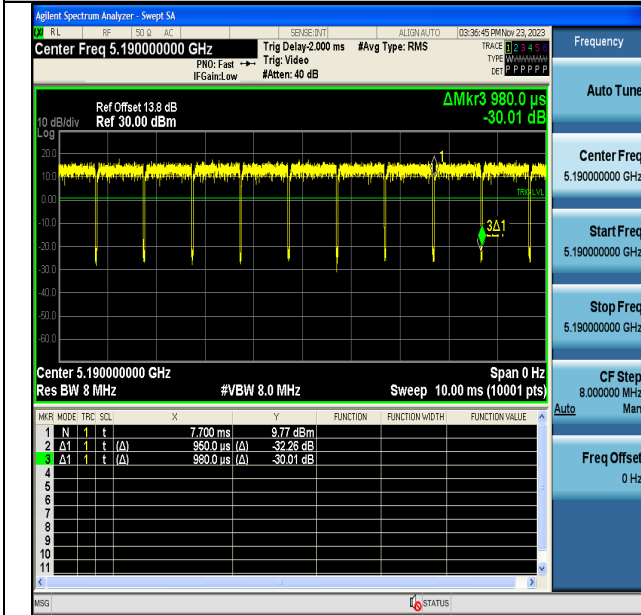 Agilent Spectrum Analyzer - Swept SA
RL RF 50 Ω AC SENSE:INT ALIGN AUTO 03:36:45 PM Nov 23, 2023
Center Freq 5.190000000 GHz Trig Delay-2.000 ms #Avg Type: RMS TRACE 1 2 3 4 5 6
PNO: Fast Trig: Video TYPE
IFGain:Low #Atten: 40 dB DET P P P P P P
ΔMkr3 980.0 µs
-30.01 dB
Ref Offset 13.8 dB
10 dB/div Ref 30.00 dBm
Log
20.0
10.0
0.00
-10.0
-20.0
-30.0
-40.0
-50.0
-60.0
1
TRIG LVL
3Δ1
Center 5.190000000 GHz Span 0 Hz
Res BW 8 MHz #VBW 8.0 MHz Sweep 10.00 ms (10001 pts)
MKR MODE TRC SCL X Y FUNCTION FUNCTION WIDTH FUNCTION VALUE
1 N 1 t 7.700 ms 9.77 dBm
2 Δ1 1 t (Δ) 950.0 µs (Δ) -32.26 dB
3 Δ1 1 t (Δ) 980.0 µs (Δ) -30.01 dB
4
5
6
7
8
9
10
11
MSG STATUS
Frequency
Auto Tune
Center Freq
5.190000000 GHz
Start Freq
5.190000000 GHz
Stop Freq
5.190000000 GHz
CF Step
8.000000 MHz
Auto Man
Freq Offset
0 Hz